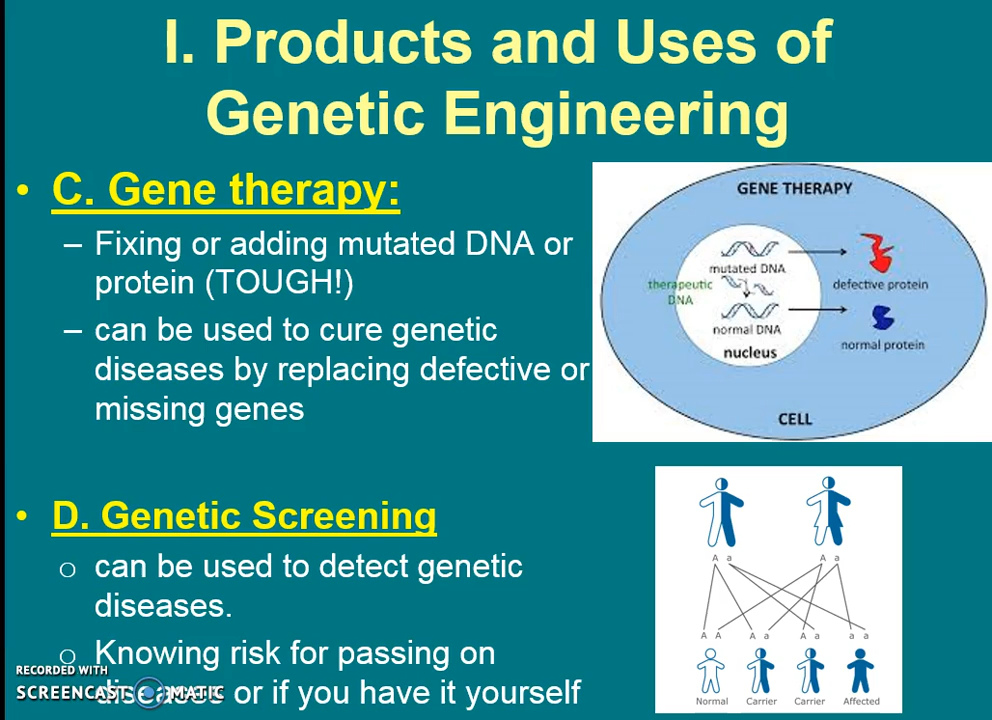 I. Products and Uses of
Genetic Engineering
• C. Gene therapy:
– Fixing or adding mutated DNA or
protein (TOUGH!)
– can be used to cure genetic
diseases by replacing defective or
missing genes
GENE THERAPY
mutated DNA
therapeutic
DNA
defective protein
normal DNA
normal protein
nucleus
CELL
• D. Genetic Screening
o can be used to detect genetic
diseases.
o Knowing risk for passing on
diseases or if you have it yourself
A a A a
A A A a A a a a
Normal Carrier Carrier Affected
RECORDED WITH
SCREENCAST MATIC